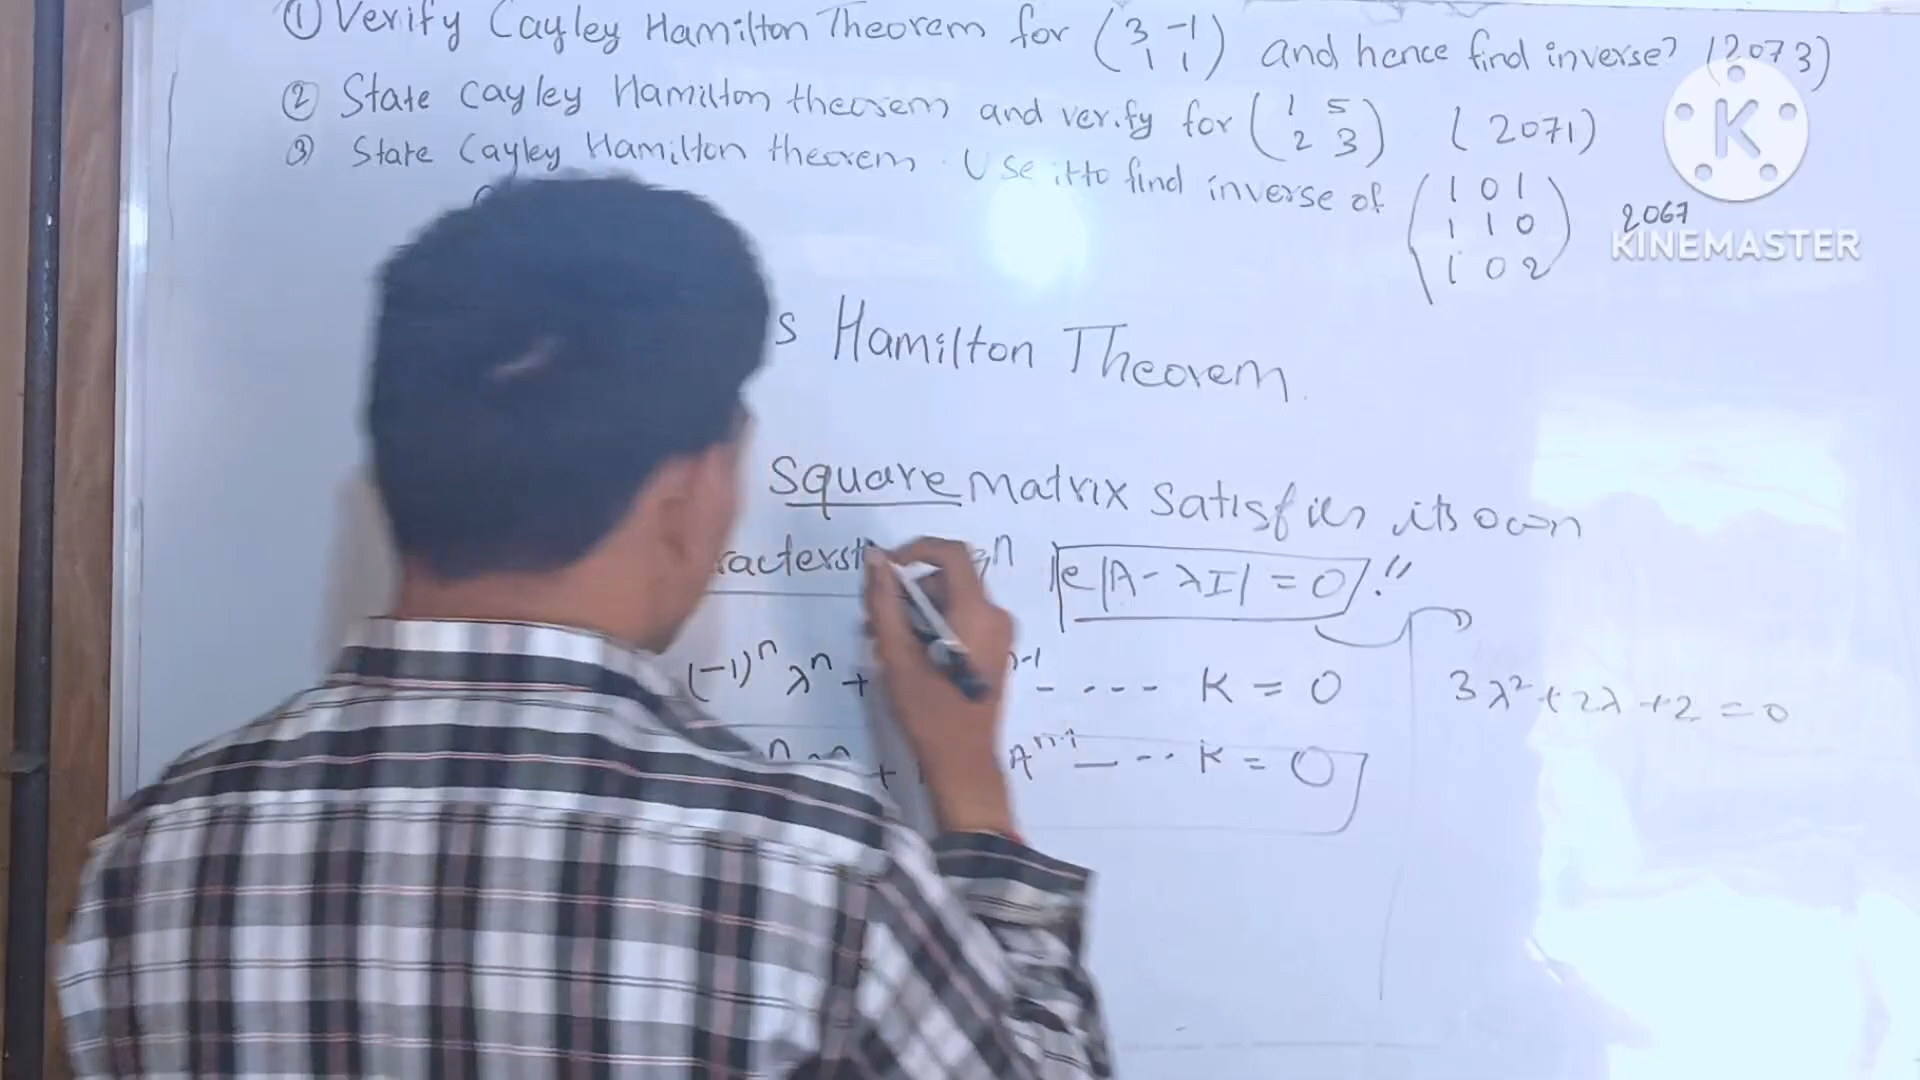 ① Verify Cayley Hamilton Theorem for (3 -1
1 1) and hence find inverse? (2073)
② State Cayley Hamilton theorem and verify for (1 5
2 3) (2071)
③ State Cayley Hamilton theorem. Use it to find inverse of (1 0 1
1 1 0
1 0 2) 2067
K
KINEMASTER
s Hamilton Theorem.
Square matrix satisfies its own
racterst n ie |A - λI| = 0."
(-1)ⁿ λⁿ + n-1 - ---- K = 0
3λ² + 2λ + 2 = 0
n + Aⁿ⁻¹ - --- K = 0